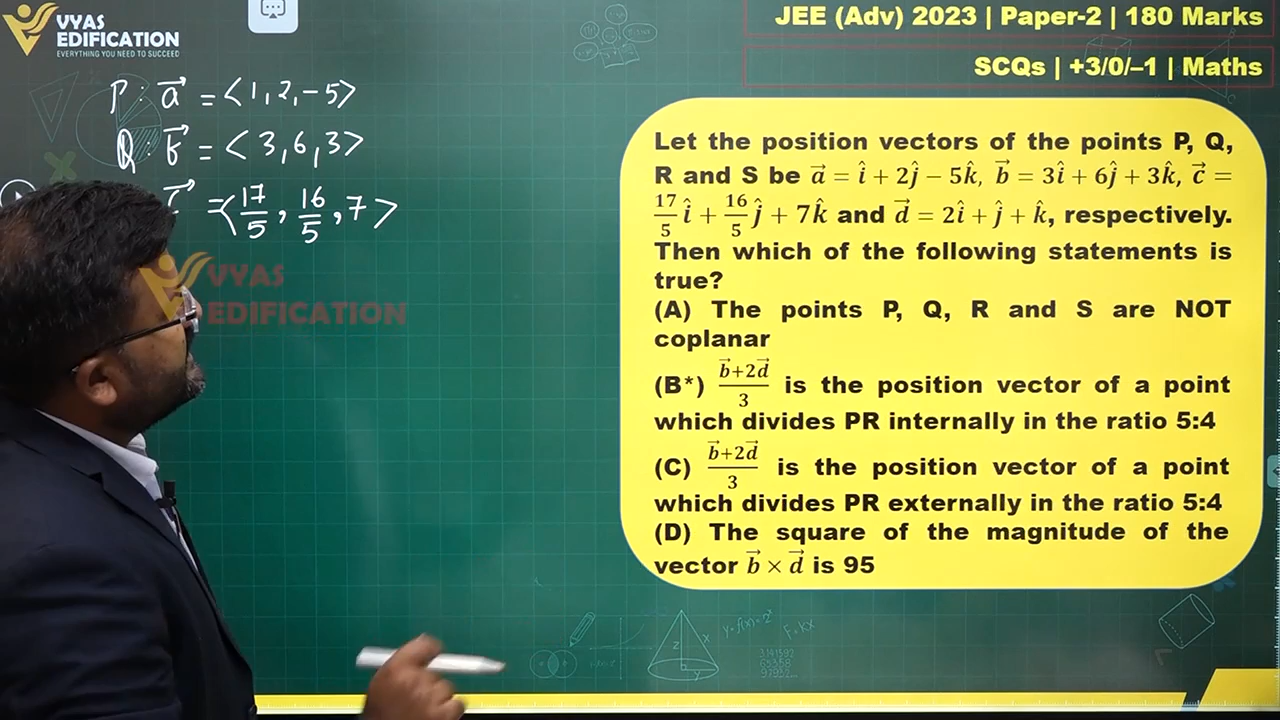 VYAS
EDIFICATION
EVERYTHING YOU NEED TO SUCCEED
JEE (Adv) 2023 | Paper-2 | 180 Marks
SCQs | +3/0/–1 | Maths
P : a⃗ = <1, 2, -5>
Q : b⃗ = <3, 6, 3>
c⃗ = <17/5, 16/5, 7>
VYAS
EDIFICATION
Let the position vectors of the points P, Q,
R and S be a⃗ = î + 2ĵ − 5k̂, b⃗ = 3î + 6ĵ + 3k̂, c⃗ =
17/5 î + 16/5 ĵ + 7k̂ and d⃗ = 2î + ĵ + k̂, respectively.
Then which of the following statements is
true?
(A) The points P, Q, R and S are NOT
coplanar
(B*) (b⃗+2d⃗)/3 is the position vector of a point
which divides PR internally in the ratio 5:4
(C) (b⃗+2d⃗)/3 is the position vector of a point
which divides PR externally in the ratio 5:4
(D) The square of the magnitude of the
vector b⃗ × d⃗ is 95